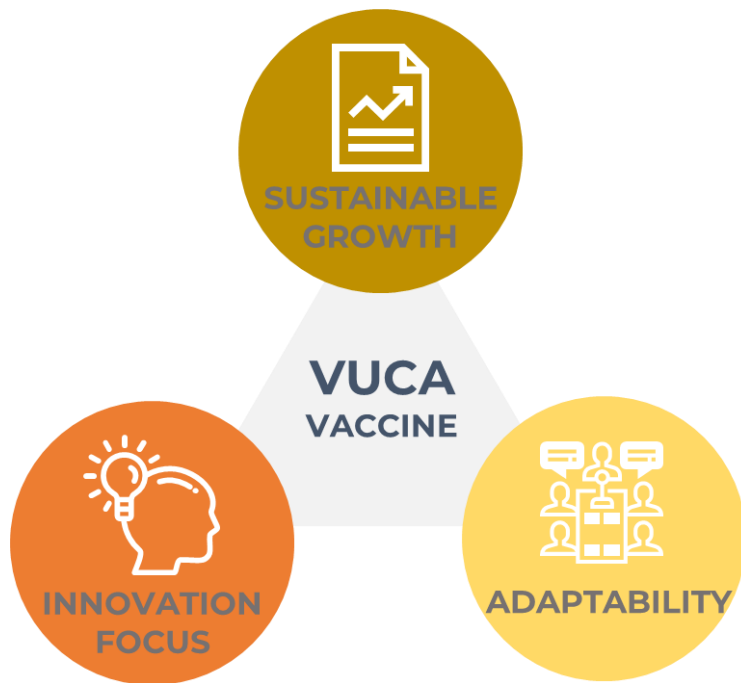 SUSTAINABLE
GROWTH
VUCA
VACCINE
INNOVATION
FOCUS
ADAPTABILITY